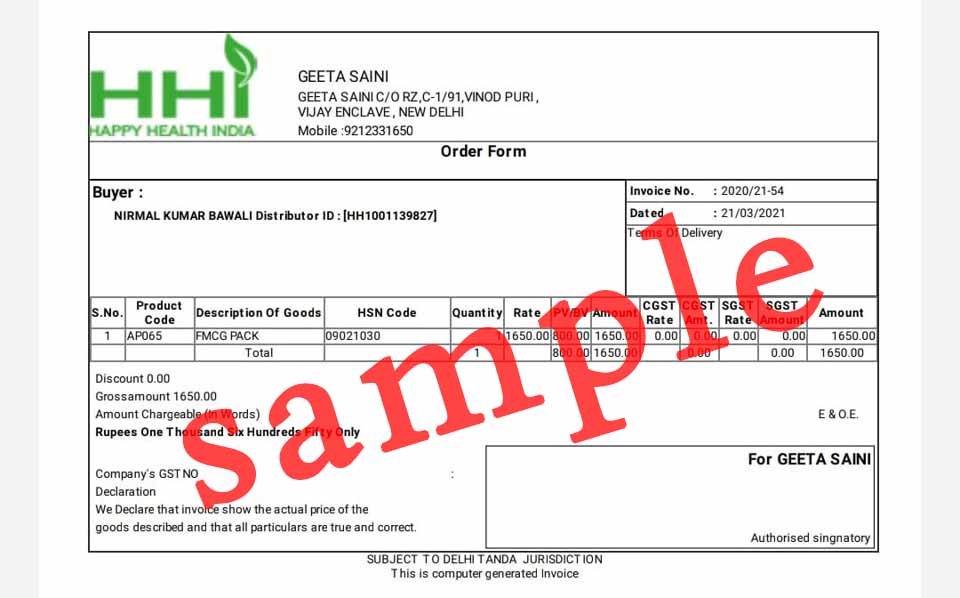 HHI
HAPPY HEALTH INDIA
GEETA SAINI
GEETA SAINI C/O RZ,C-1/91,VINOD PURI,
VIJAY ENCLAVE, NEW DELHI
Mobile :9212331650
Order Form
Buyer :
NIRMAL KUMAR BAWALI Distributor ID : [HH1001139827]
Invoice No. : 2020/21-54
Dated : 21/03/2021
Terms Of Delivery
S.No. Product Code Description Of Goods HSN Code Quantity Rate PV/BV Amount CGST Rate CGST Amt. SGST Rate SGST Amount Amount
1 AP065 FMCG PACK 09021030 1 1650.00 800.00 1650.00 0.00 0.00 0.00 0.00 1650.00
Total 1 800.00 1650.00 0.00 0.00 1650.00
Discount 0.00
Grossamount 1650.00
Amount Chargeable (In Words)
E & O.E.
Rupees One Thousand Six Hundreds Fifty Only
For GEETA SAINI
Company's GST NO :
Declaration
We Declare that invoice show the actual price of the
goods described and that all particulars are true and correct.
Authorised singnatory
SUBJECT TO DELHI TANDA JURISDICTION
This is computer generated Invoice
sample